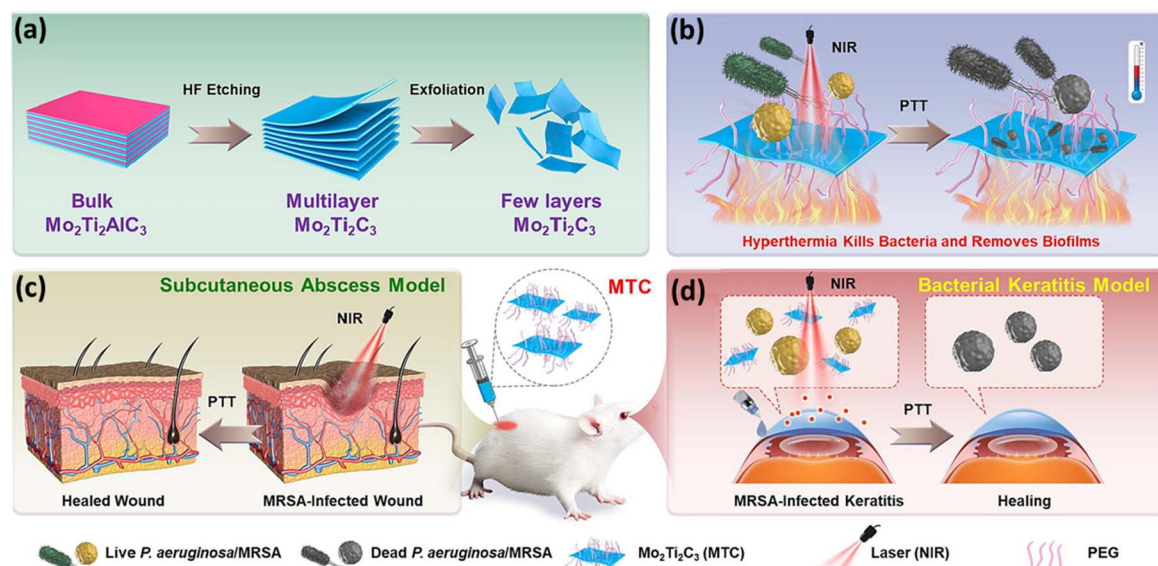 (a)
HF Etching
Exfoliation
Bulk
Mo₂Ti₂AlC₃
Multilayer
Mo₂Ti₂C₃
Few layers
Mo₂Ti₂C₃
(b)
NIR
PTT
Hyperthermia Kills Bacteria and Removes Biofilms
(c)
Subcutaneous Abscess Model
NIR
PTT
Healed Wound
MRSA-Infected Wound
MTC
(d)
NIR
Bacterial Keratitis Model
PTT
MRSA-Infected Keratitis
Healing
Live P. aeruginosa/MRSA
Dead P. aeruginosa/MRSA
Mo₂Ti₂C₃ (MTC)
Laser (NIR)
PEG